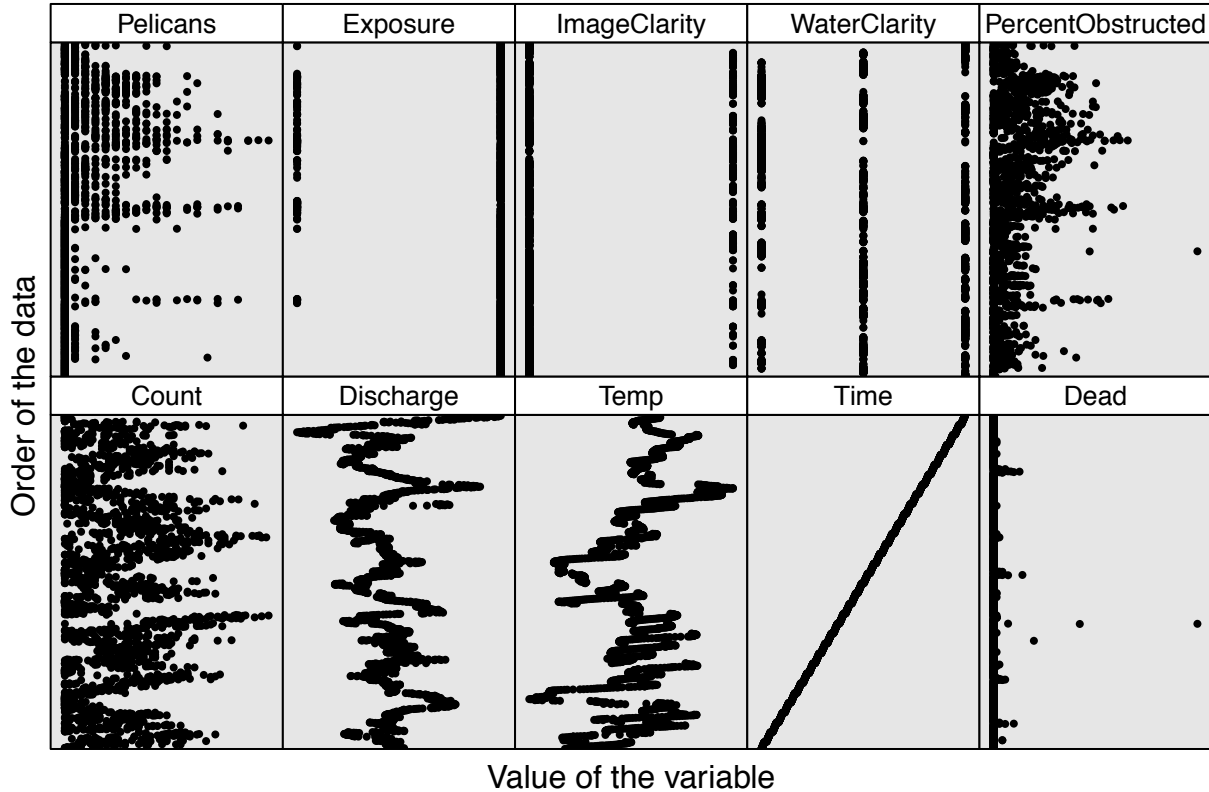 Pelicans
Exposure
ImageClarity
WaterClarity
PercentObstructed
Count
Discharge
Temp
Time
Dead
Order of the data
Value of the variable